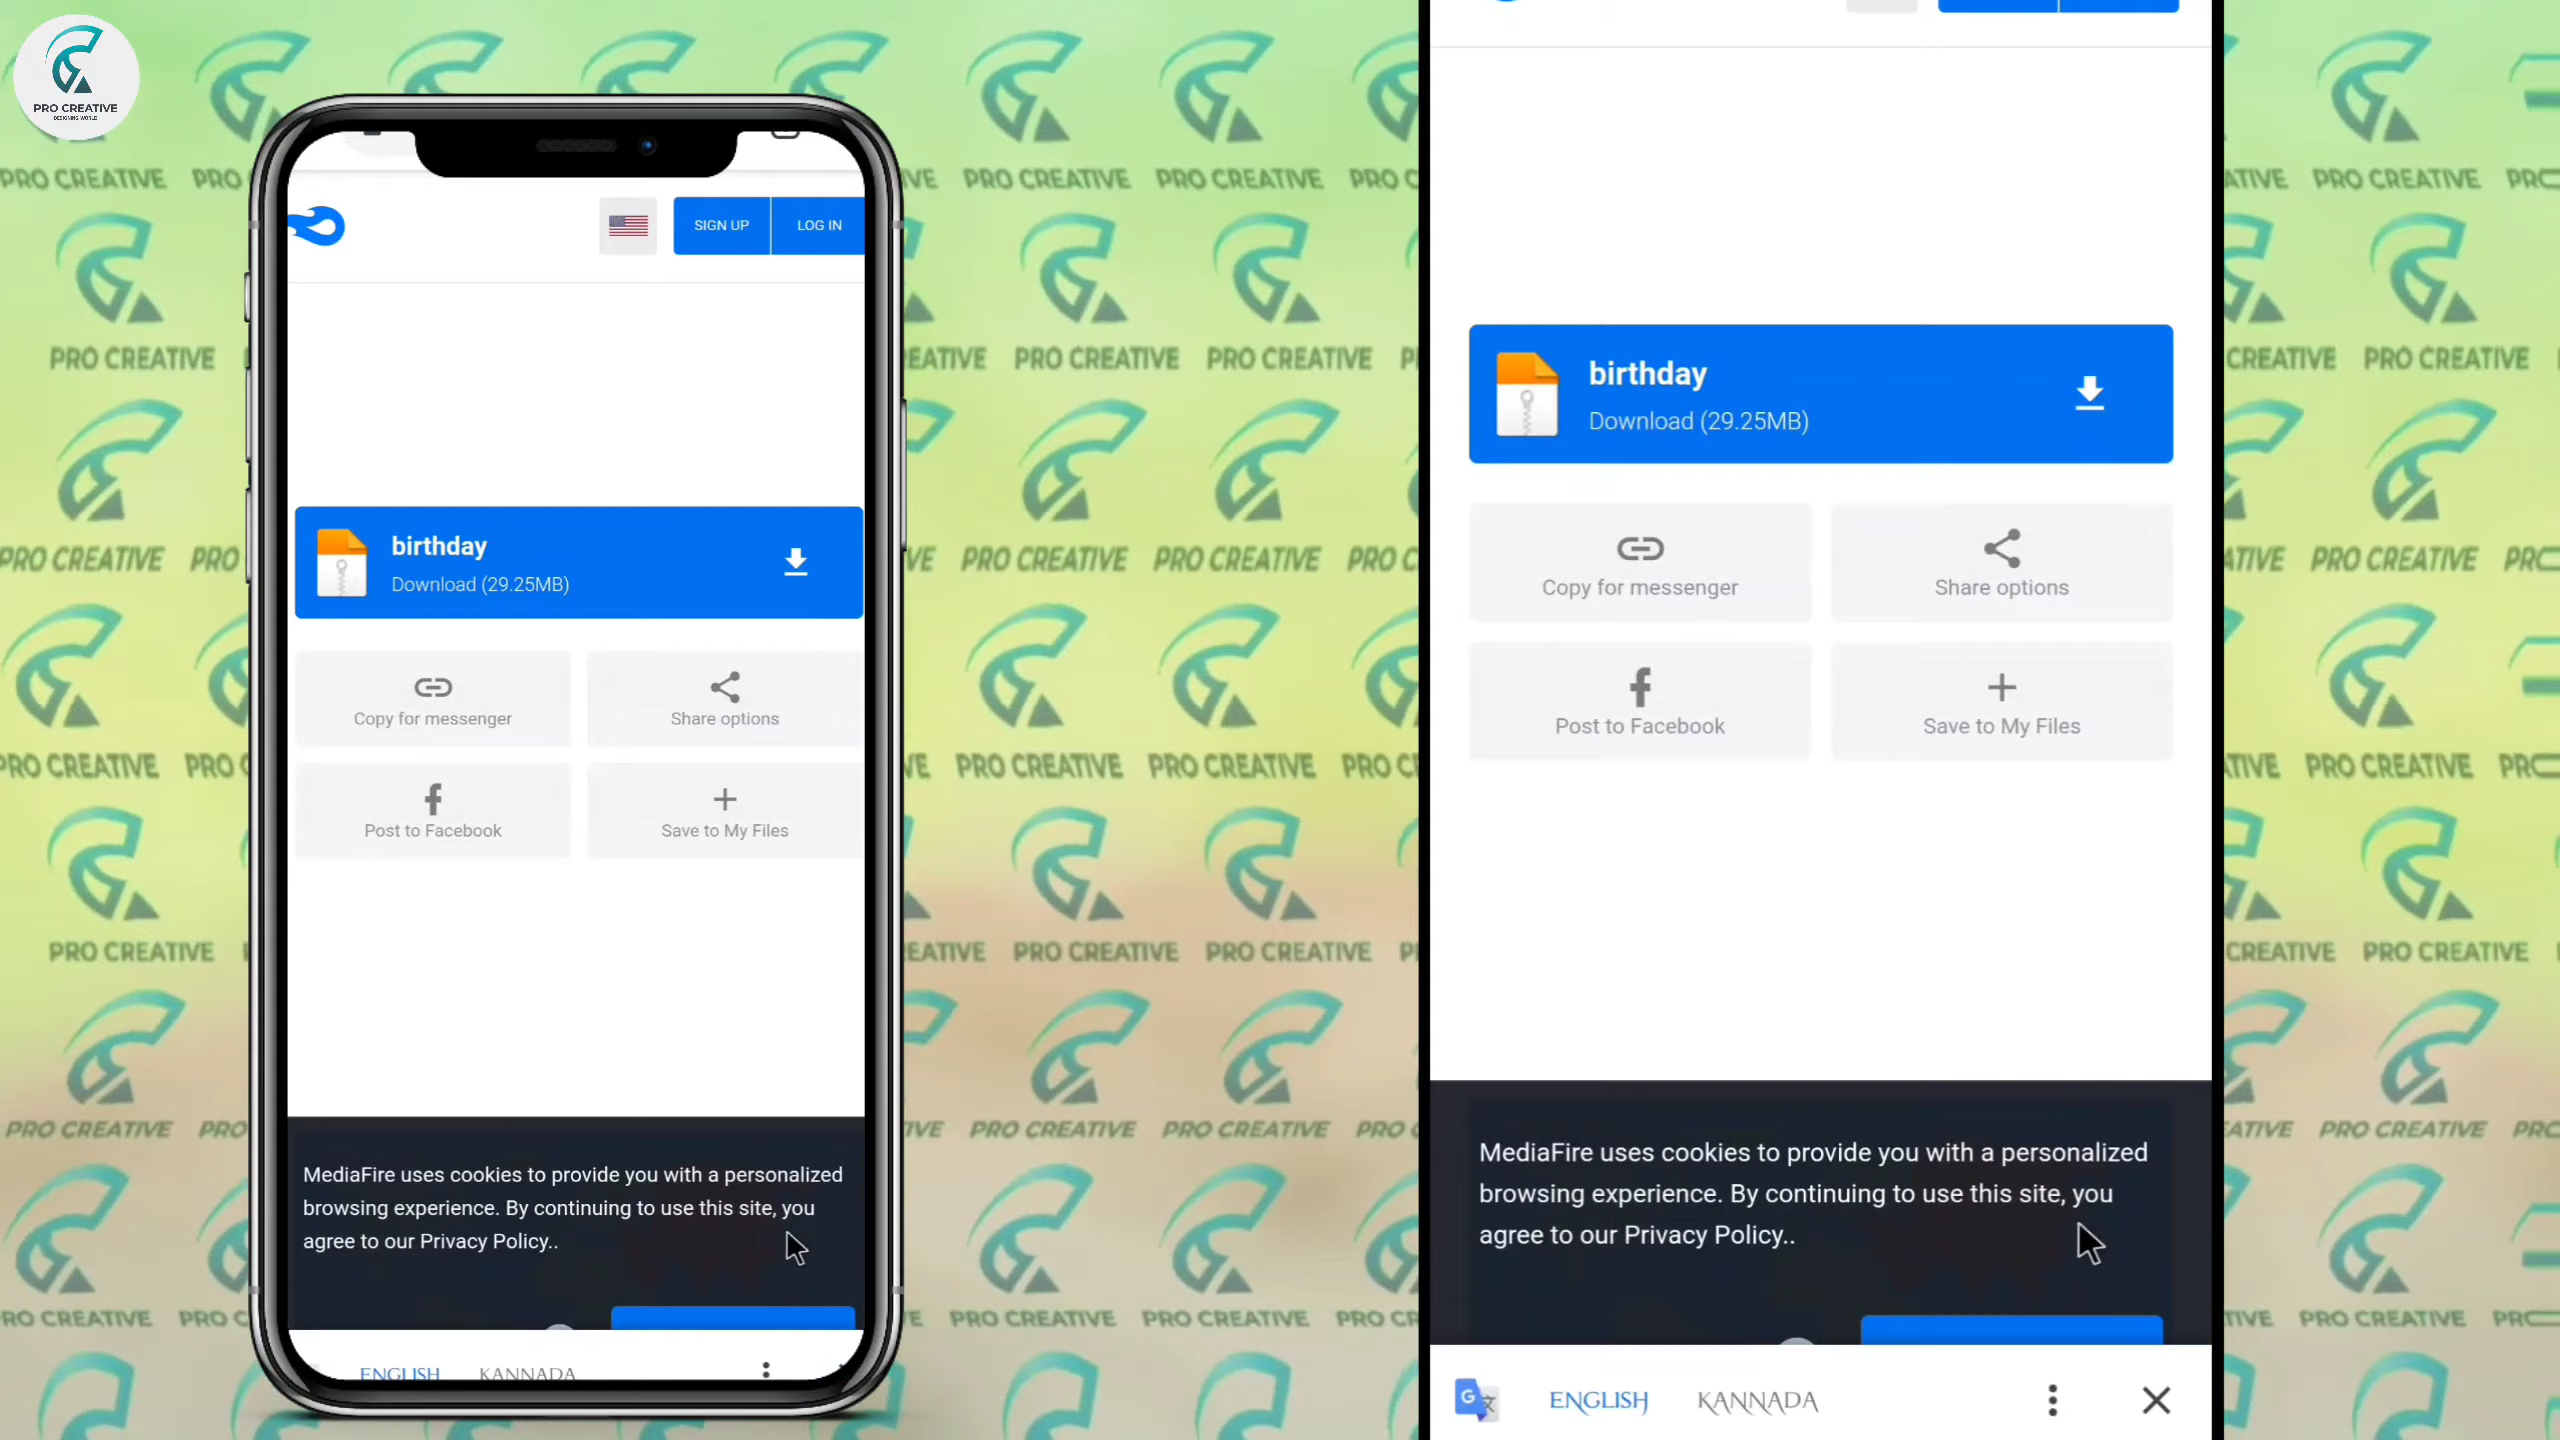 PRO CREATIVE
DESIGNING WORLD
SIGN UP
LOG IN
birthday
Download (29.25MB)
Copy for messenger
Share options
Post to Facebook
Save to My Files
MediaFire uses cookies to provide you with a personalized
browsing experience. By continuing to use this site, you
agree to our Privacy Policy..
ENGLISH
KANNADA
birthday
Download (29.25MB)
Copy for messenger
Share options
Post to Facebook
Save to My Files
MediaFire uses cookies to provide you with a personalized
browsing experience. By continuing to use this site, you
agree to our Privacy Policy..
ENGLISH
KANNADA